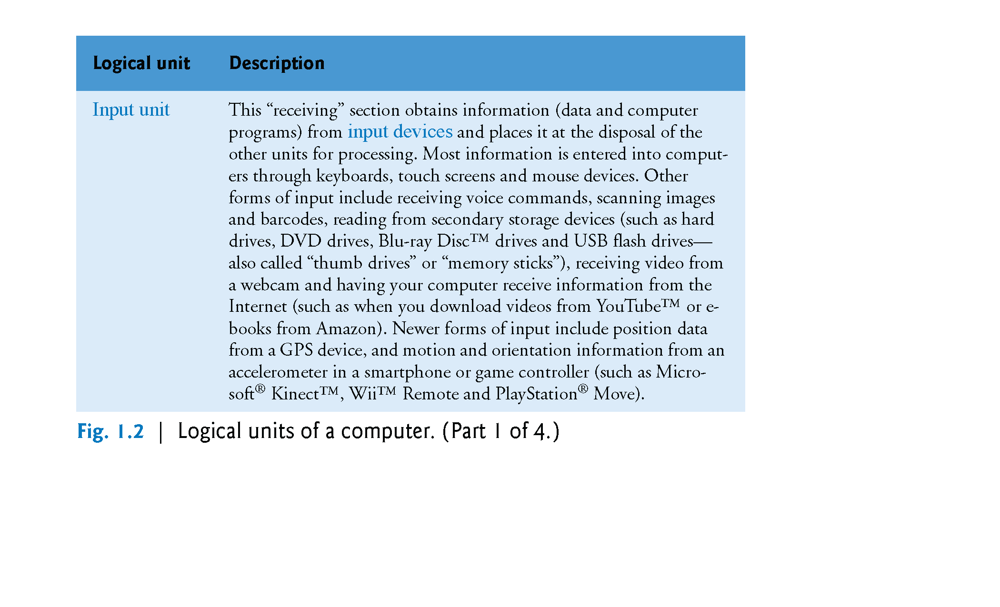 Logical unit Description
Input unit This “receiving” section obtains information (data and computer
programs) from input devices and places it at the disposal of the
other units for processing. Most information is entered into comput-
ers through keyboards, touch screens and mouse devices. Other
forms of input include receiving voice commands, scanning images
and barcodes, reading from secondary storage devices (such as hard
drives, DVD drives, Blu-ray Disc™ drives and USB flash drives—
also called “thumb drives” or “memory sticks”), receiving video from
a webcam and having your computer receive information from the
Internet (such as when you download videos from YouTube™ or e-
books from Amazon). Newer forms of input include position data
from a GPS device, and motion and orientation information from an
accelerometer in a smartphone or game controller (such as Micro-
soft® Kinect™, Wii™ Remote and PlayStation® Move).
Fig. 1.2 | Logical units of a computer. (Part 1 of 4.)